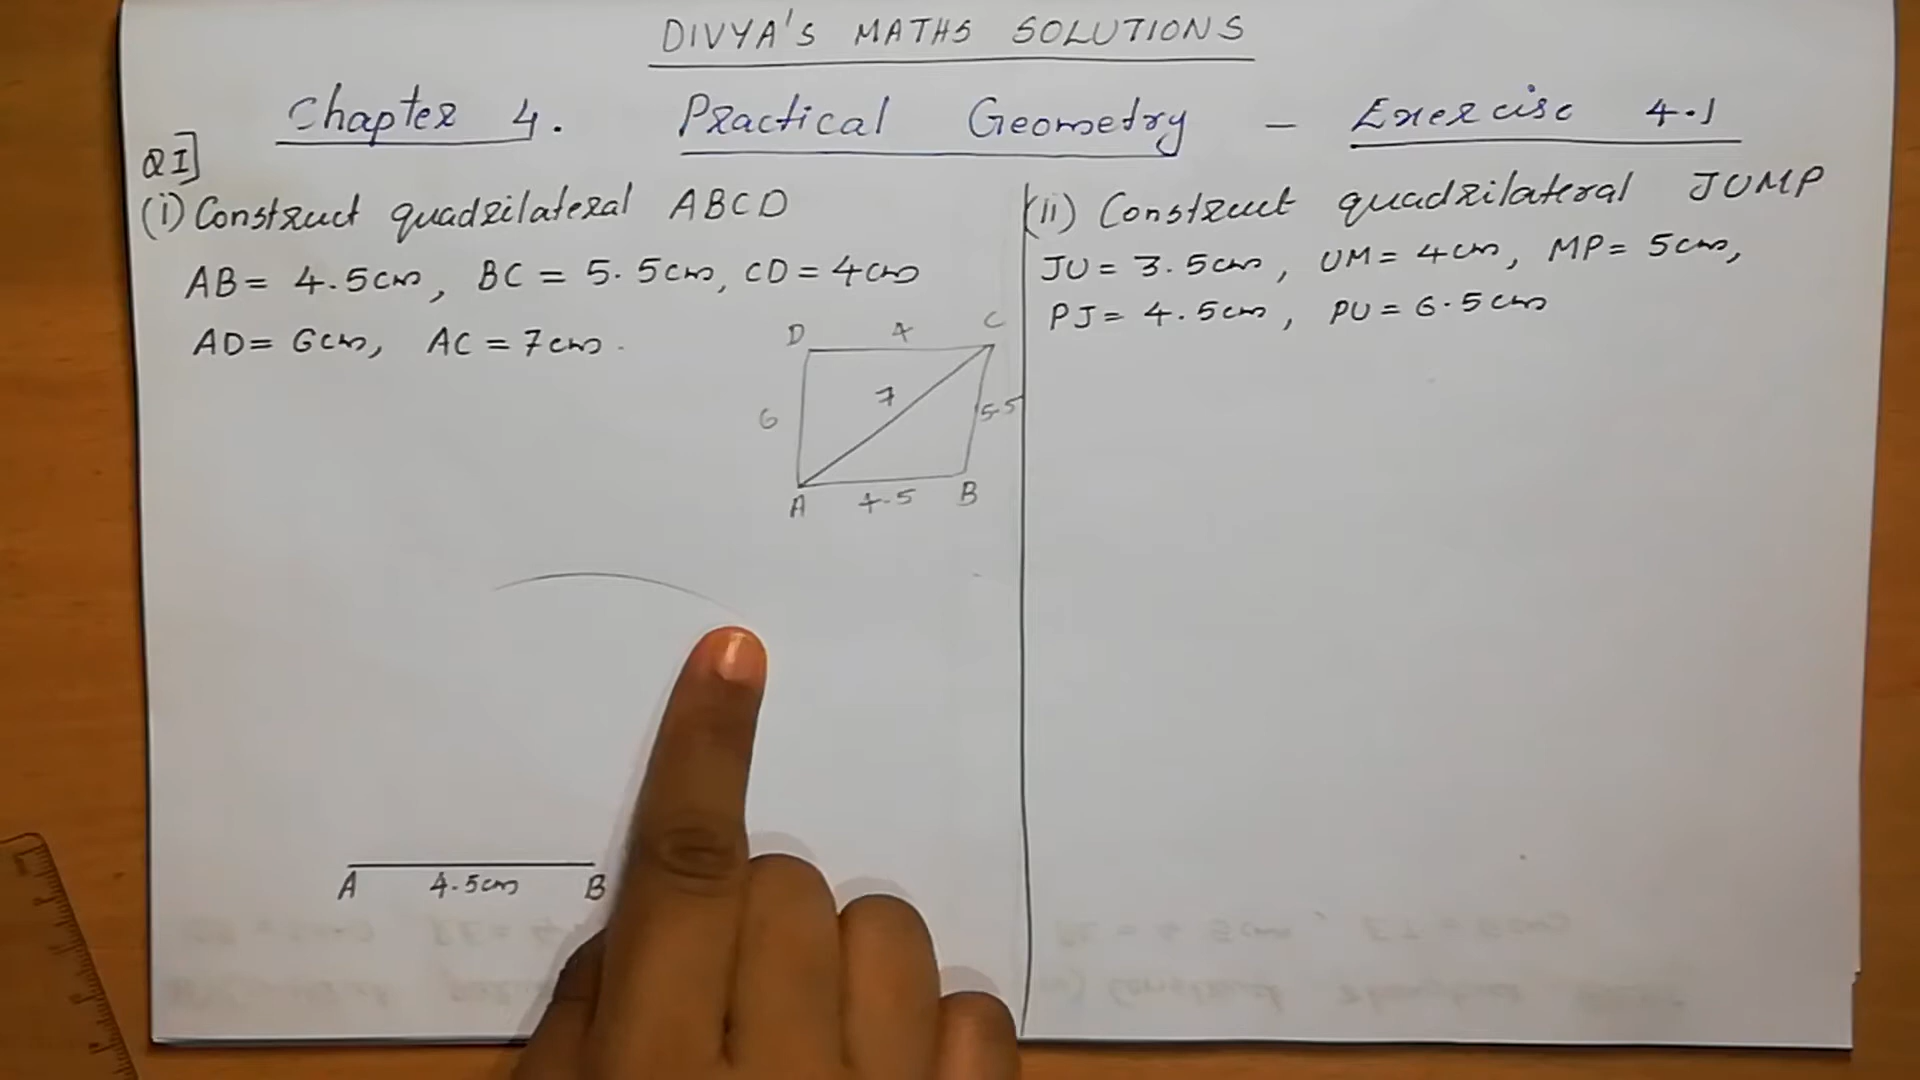 DIVYA'S MATHS SOLUTIONS
Chapter 4. Practical Geometry - Exercise 4.1
Q1]
(i) Construct quadrilateral ABCD
AB = 4.5cm, BC = 5.5cm, CD = 4cm
AD = 6cm, AC = 7cm.
D 4 C
7
6 5.5
A 4.5 B
A 4.5cm B
(ii) Construct quadrilateral JUMP
JU = 3.5cm, UM = 4cm, MP = 5cm,
PJ = 4.5cm, PU = 6.5cm